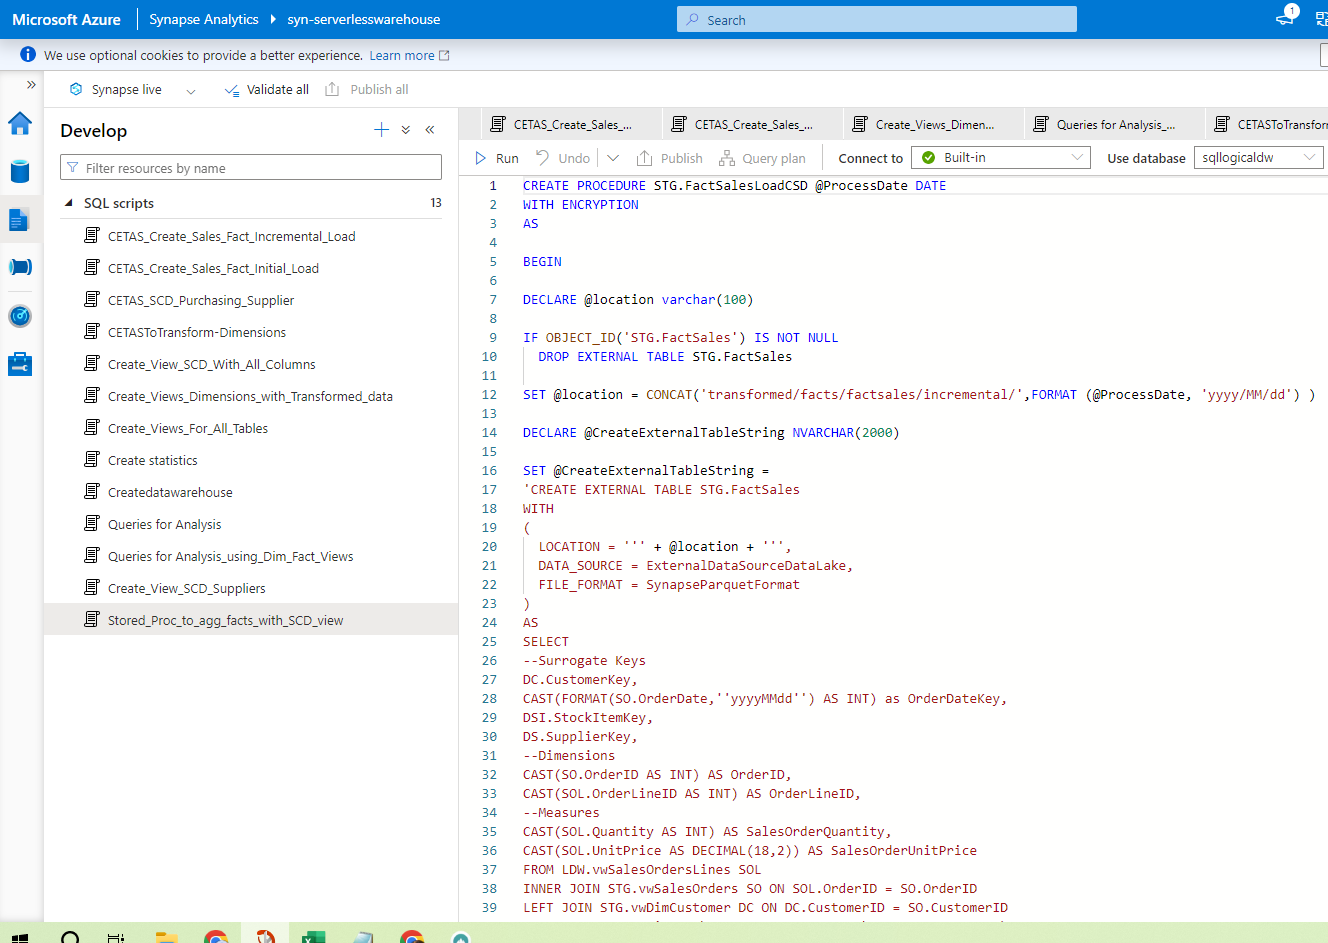 Microsoft Azure Synapse Analytics syn-serverlesswarehouse Search 1
We use optional cookies to provide a better experience. Learn more
» Synapse live Validate all Publish all
Develop
Filter resources by name
SQL scripts 13
CETAS_Create_Sales_Fact_Incremental_Load
CETAS_Create_Sales_Fact_Initial_Load
CETAS_SCD_Purchasing_Supplier
CETASToTransform-Dimensions
Create_View_SCD_With_All_Columns
Create_Views_Dimensions_with_Transformed_data
Create_Views_For_All_Tables
Create statistics
Createdatawarehouse
Queries for Analysis
Queries for Analysis_using_Dim_Fact_Views
Create_View_SCD_Suppliers
Stored_Proc_to_agg_facts_with_SCD_view
CETAS_Create_Sales_... CETAS_Create_Sales_... Create_Views_Dimen... Queries for Analysis_... CETASToTransfor
Run Undo Publish Query plan Connect to Built-in Use database sqllogicaldw
1 CREATE PROCEDURE STG.FactSalesLoadCSD @ProcessDate DATE
2 WITH ENCRYPTION
3 AS
4
5 BEGIN
6
7 DECLARE @location varchar(100)
8
9 IF OBJECT_ID('STG.FactSales') IS NOT NULL
10 DROP EXTERNAL TABLE STG.FactSales
11
12 SET @location = CONCAT('transformed/facts/factsales/incremental/',FORMAT (@ProcessDate, 'yyyy/MM/dd') )
13
14 DECLARE @CreateExternalTableString NVARCHAR(2000)
15
16 SET @CreateExternalTableString =
17 'CREATE EXTERNAL TABLE STG.FactSales
18 WITH
19 (
20 LOCATION = ''' + @location + ''',
21 DATA_SOURCE = ExternalDataSourceDataLake,
22 FILE_FORMAT = SynapseParquetFormat
23 )
24 AS
25 SELECT
26 --Surrogate Keys
27 DC.CustomerKey,
28 CAST(FORMAT(SO.OrderDate,''yyyyMMdd'') AS INT) as OrderDateKey,
29 DSI.StockItemKey,
30 DS.SupplierKey,
31 --Dimensions
32 CAST(SO.OrderID AS INT) AS OrderID,
33 CAST(SOL.OrderLineID AS INT) AS OrderLineID,
34 --Measures
35 CAST(SOL.Quantity AS INT) AS SalesOrderQuantity,
36 CAST(SOL.UnitPrice AS DECIMAL(18,2)) AS SalesOrderUnitPrice
37 FROM LDW.vwSalesOrdersLines SOL
38 INNER JOIN STG.vwSalesOrders SO ON SOL.OrderID = SO.OrderID
39 LEFT JOIN STG.vwDimCustomer DC ON DC.CustomerID = SO.CustomerID